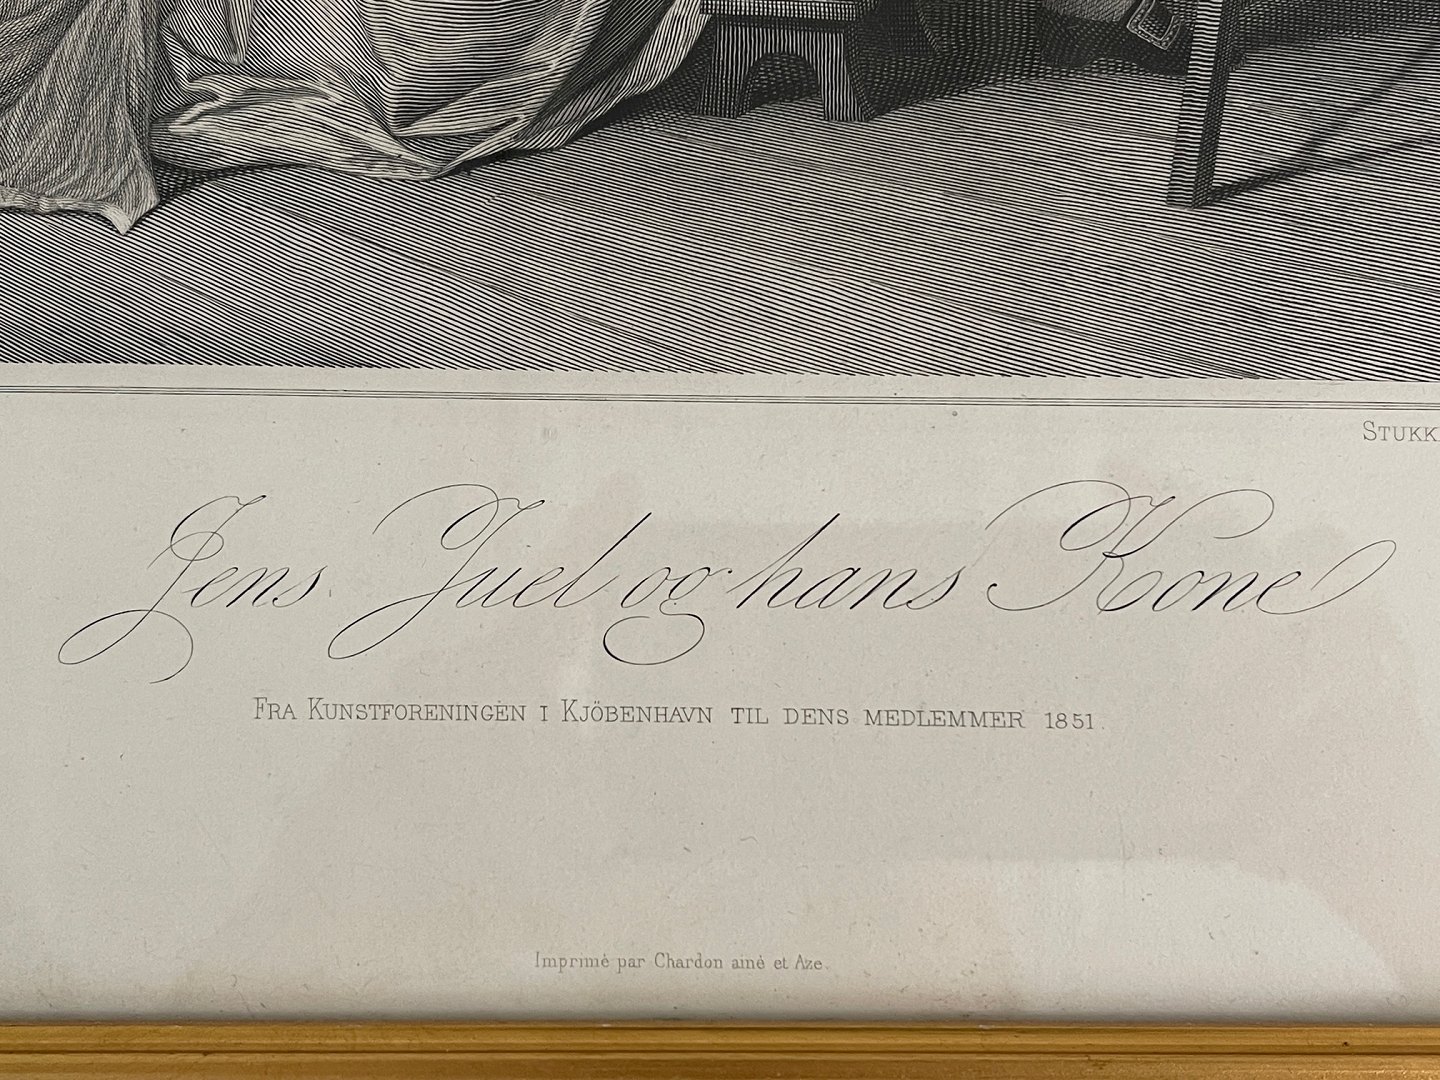 STUKK
Jens Juel og hans Kone
FRA KUNSTFORENINGEN I KJÖBENHAVN TIL DENS MEDLEMMER 1851.
Imprimé par Chardon ainé et Aze.